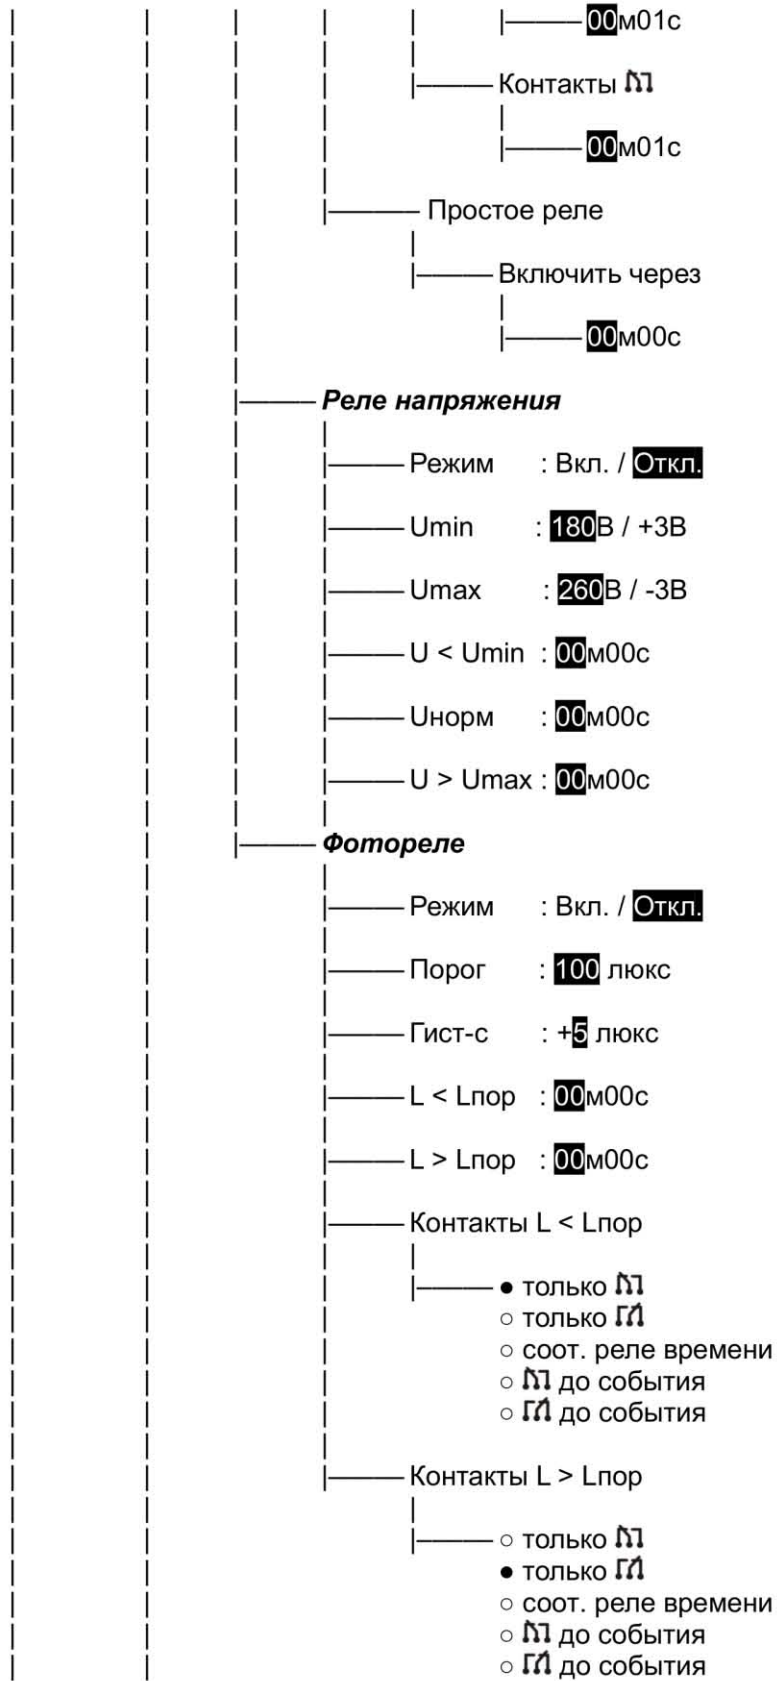 00м01с
Контакты
00м01с
Простое реле
Включить через
00м00с
Реле напряжения
Режим : Вкл. / Откл.
Umin : 180В / +3В
Umax : 260В / -3В
U < Umin : 00м00с
Uнорм : 00м00с
U > Umax : 00м00с
Фотореле
Режим : Вкл. / Откл.
Порог : 100 люкс
Гист-с : +5 люкс
L < Lпор : 00м00с
L > Lпор : 00м00с
Контакты L < Lпор
● только
○ только
○ соот. реле времени
○ до события
○ до события
Контакты L > Lпор
○ только
● только
○ соот. реле времени
○ до события
○ до события